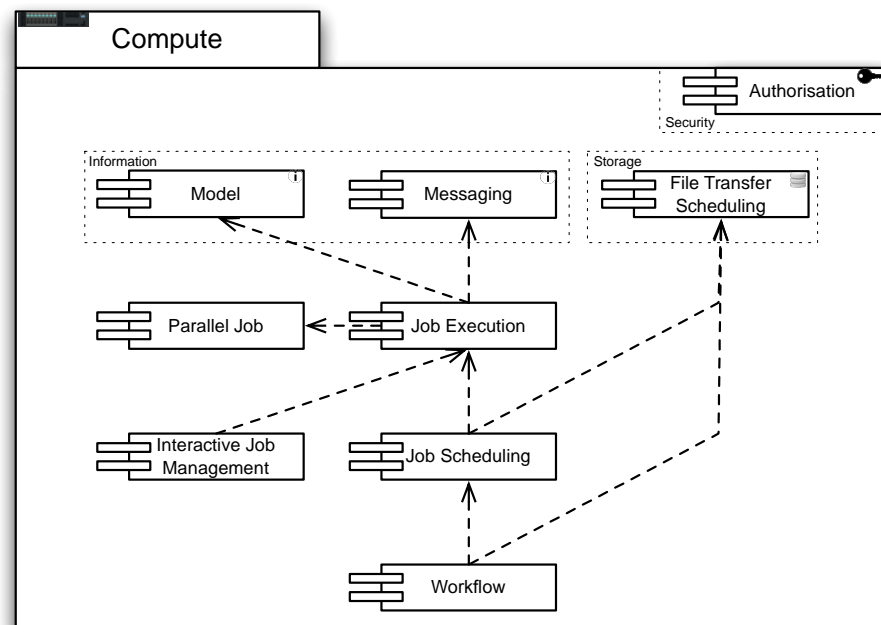 Compute
Authorisation
Security
Information
Storage
Model
Messaging
File Transfer
Scheduling
Parallel Job
Job Execution
Interactive Job
Management
Job Scheduling
Workflow